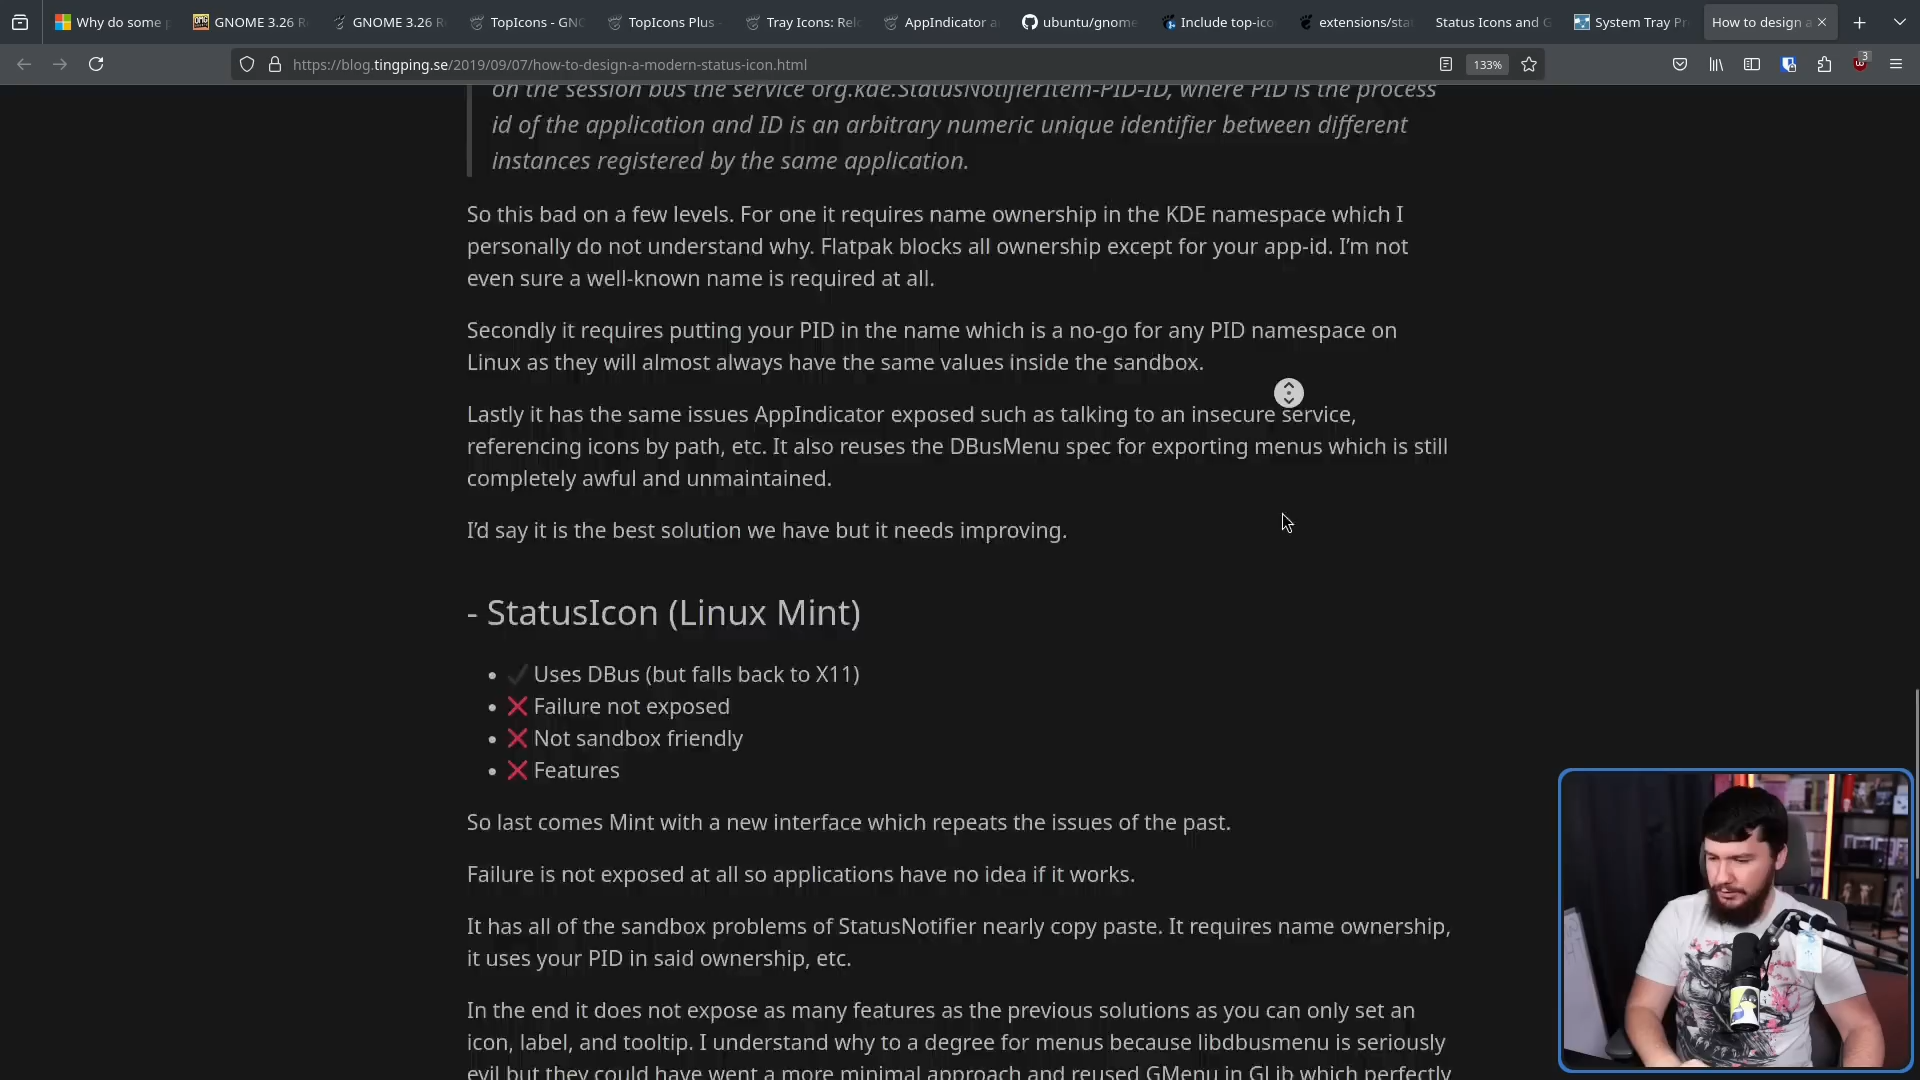 Why do some p
GNOME 3.26 R
GNOME 3.26 R
TopIcons - GNO
TopIcons Plus -
Tray Icons: Relo
AppIndicator a
ubuntu/gnome
Include top-ico
extensions/stat
Status Icons and G
System Tray Pr
How to design a
https://blog.tingping.se/2019/09/07/how-to-design-a-modern-status-icon.html
133%
3
on the session bus the service org.kde.StatusNotifierItem-PID-ID, where PID is the process
id of the application and ID is an arbitrary numeric unique identifier between different
instances registered by the same application.
So this bad on a few levels. For one it requires name ownership in the KDE namespace which I
personally do not understand why. Flatpak blocks all ownership except for your app-id. I’m not
even sure a well-known name is required at all.
Secondly it requires putting your PID in the name which is a no-go for any PID namespace on
Linux as they will almost always have the same values inside the sandbox.
Lastly it has the same issues AppIndicator exposed such as talking to an insecure service,
referencing icons by path, etc. It also reuses the DBusMenu spec for exporting menus which is still
completely awful and unmaintained.
I’d say it is the best solution we have but it needs improving.
- StatusIcon (Linux Mint)
• ✔ Uses DBus (but falls back to X11)
• ❌ Failure not exposed
• ❌ Not sandbox friendly
• ❌ Features
So last comes Mint with a new interface which repeats the issues of the past.
Failure is not exposed at all so applications have no idea if it works.
It has all of the sandbox problems of StatusNotifier nearly copy paste. It requires name ownership,
it uses your PID in said ownership, etc.
In the end it does not expose as many features as the previous solutions as you can only set an
icon, label, and tooltip. I understand why to a degree for menus because libdbusmenu is seriously
evil but they could have went a more minimal approach and reused GMenu in GLib which perfectly